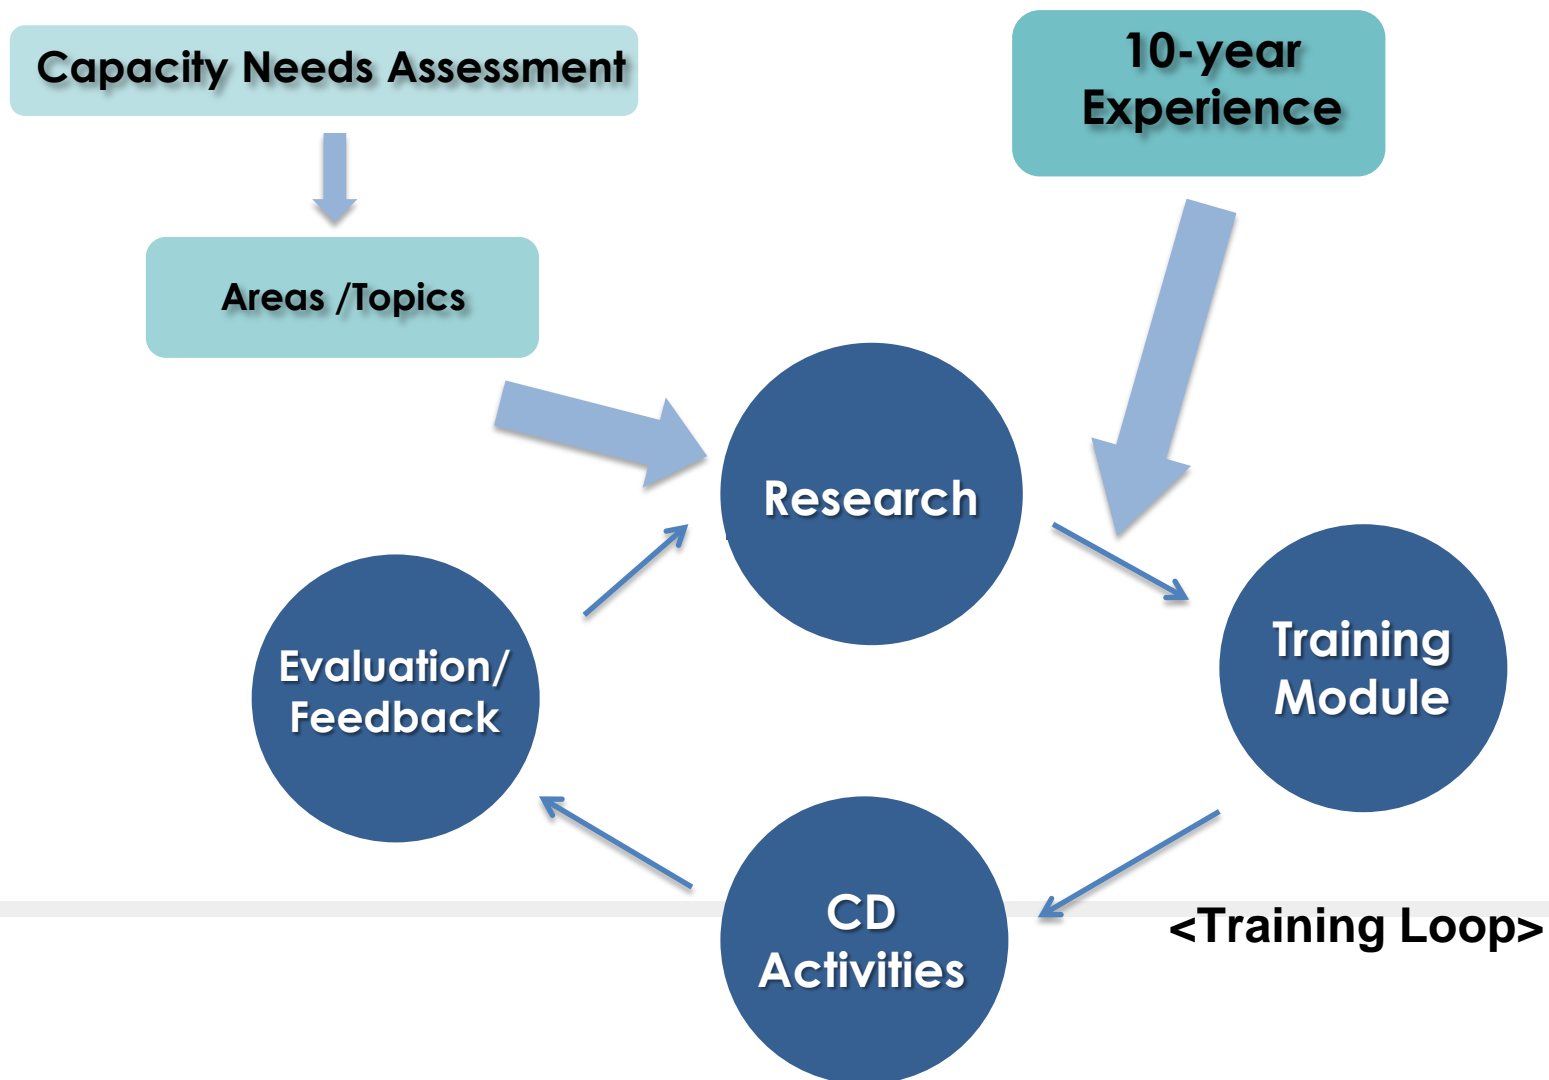 Capacity Needs Assessment
10-year
Experience
Areas /Topics
Research
Training
Module
Evaluation/
Feedback
CD
Activities
<Training Loop>